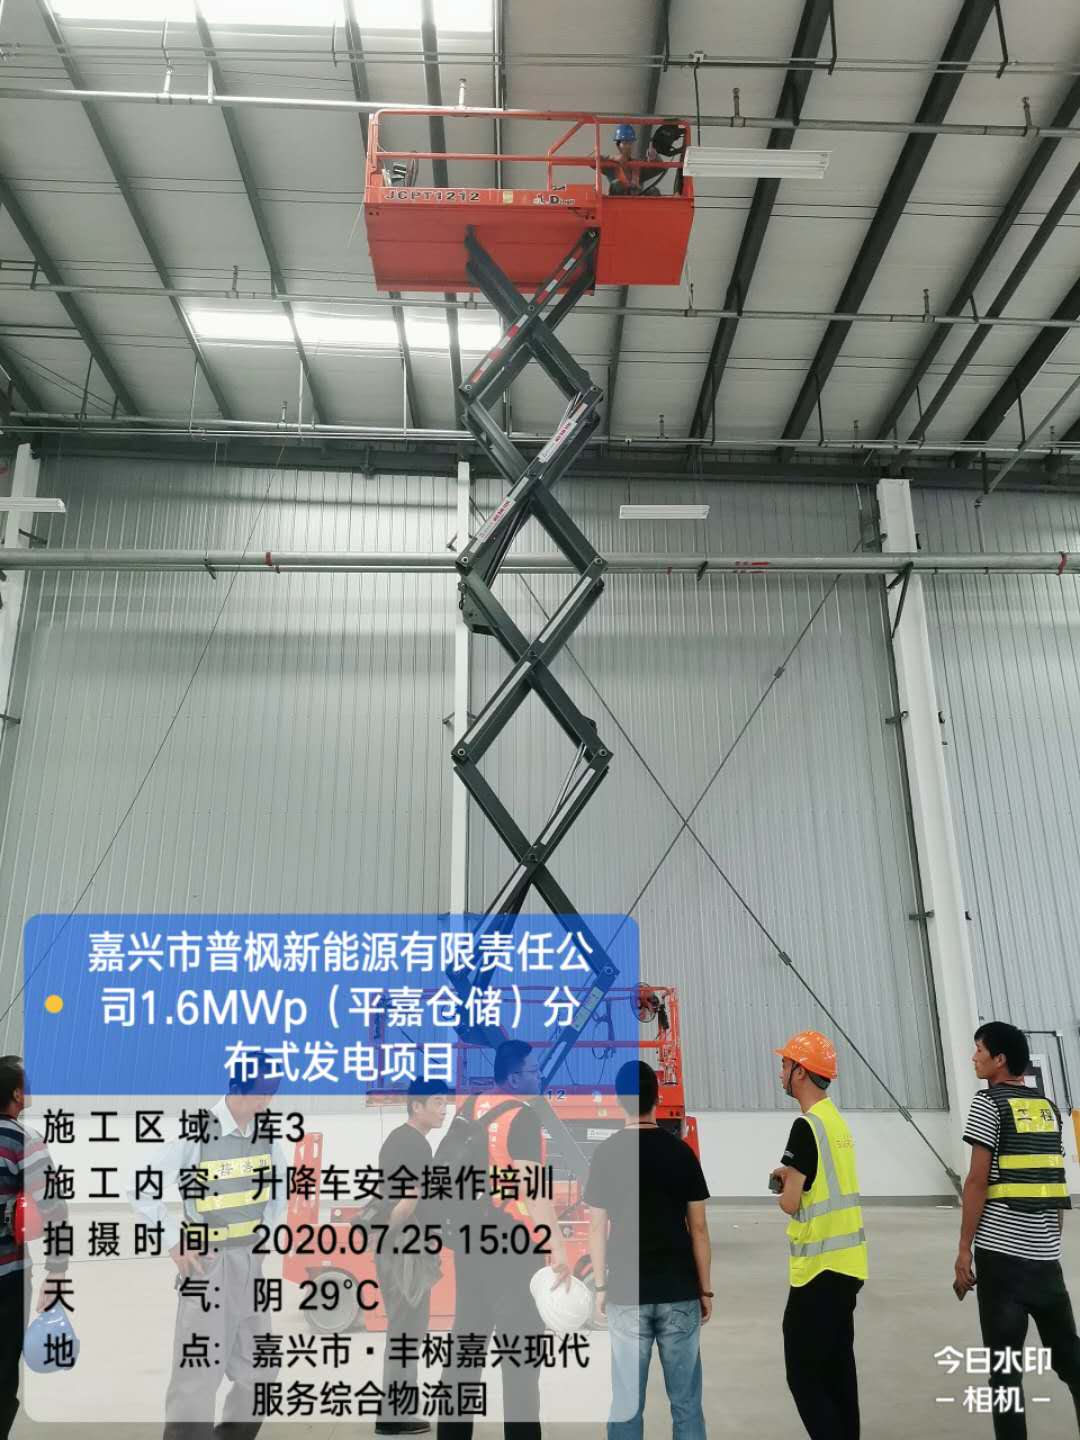 JCPT1212
嘉兴市普枫新能源有限责任公
司1.6MWp（平嘉仓储）分
布式发电项目
施工区域: 库3
施工内容: 升降车安全操作培训
拍摄时间: 2020.07.25 15:02
天气: 阴 29°C
地点: 嘉兴市·丰树嘉兴现代
服务综合物流园
12
工程
今日水印
-相机-